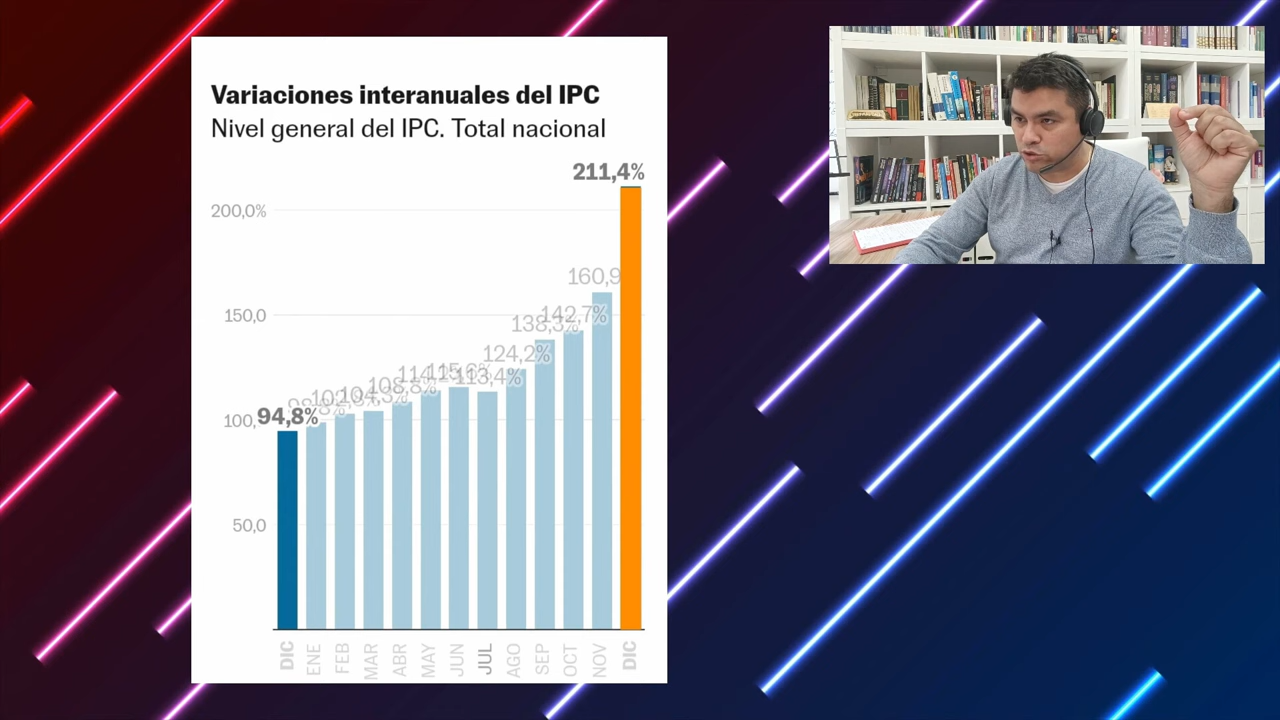 Variaciones interanuales del IPC
Nivel general del IPC. Total nacional
211,4%
200,0%
160,9
150,0
142,7%
138,3%
124,2%
113,4%
108,8%
104,3%
100,
94,8%
50,0
DIC
ENE
FEB
MAR
ABR
MAY
JUN
JUL
AGO
SEP
OCT
NOV
DIC